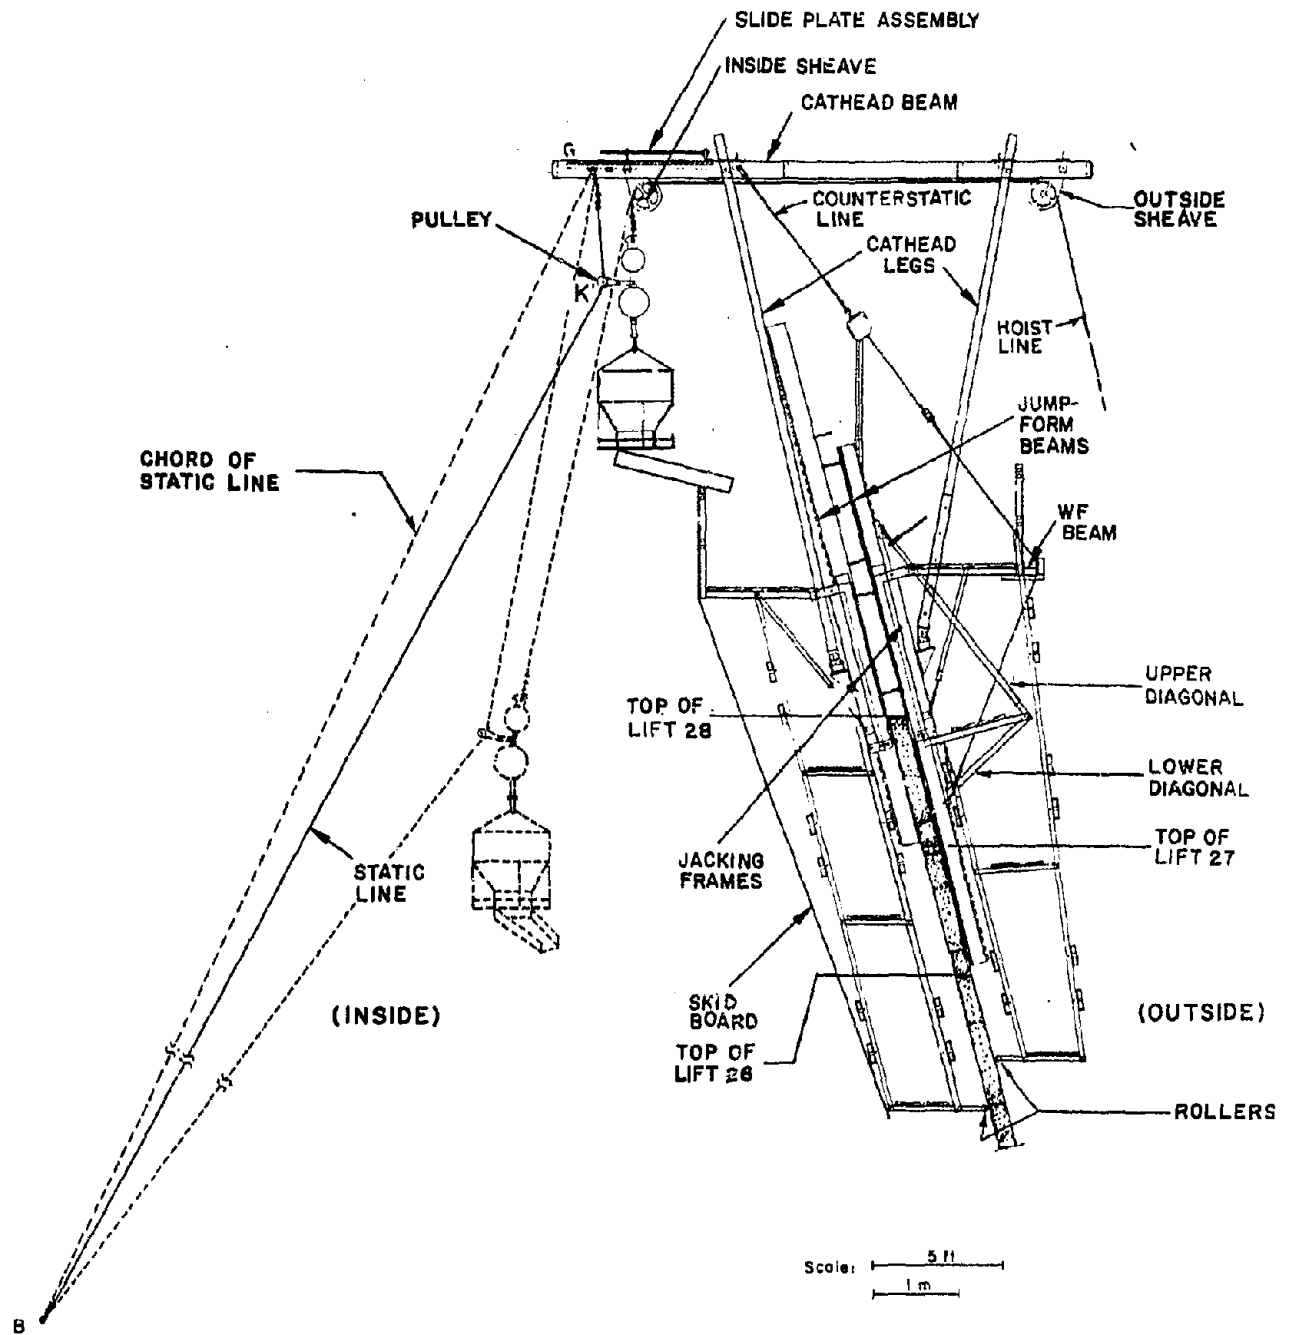 SLIDE PLATE ASSEMBLY
INSIDE SHEAVE
CATHEAD BEAM
G
COUNTERSTATIC
LINE
OUTSIDE
SHEAVE
PULLEY
CATHEAD
LEGS
K
HOIST
LINE
JUMP-
FORM
BEAMS
CHORD OF
STATIC LINE
WF
BEAM
UPPER
DIAGONAL
TOP OF
LIFT 28
LOWER
DIAGONAL
TOP OF
LIFT 27
JACKING
FRAMES
STATIC
LINE
SKID
BOARD
(INSIDE)
(OUTSIDE)
TOP OF
LIFT 26
ROLLERS
Scale:
5 ft
1 m
B